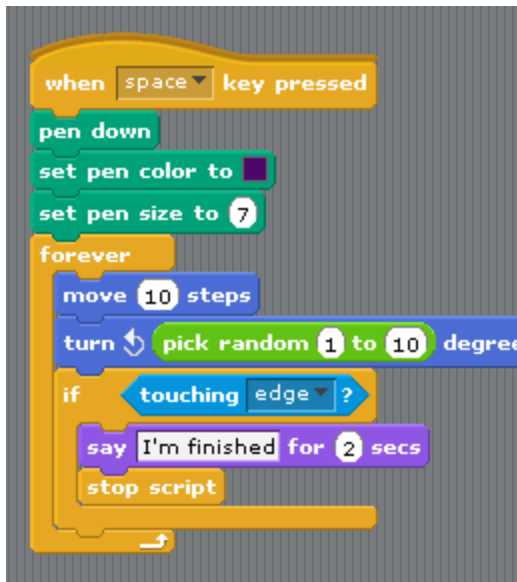 when space key pressed
pen down
set pen color to
set pen size to 7
forever
move 10 steps
turn pick random 1 to 10 degree
if touching edge ?
say I'm finished for 2 secs
stop script